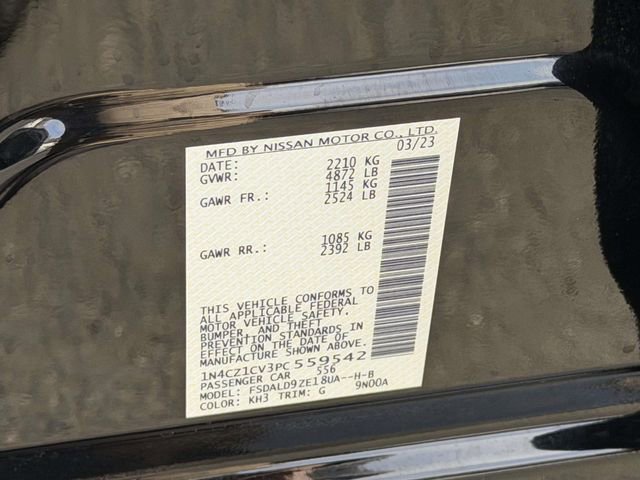 MFD BY NISSAN MOTOR CO., LTD.
DATE: 03/23
GVWR: 2210 KG
4872 LB
GAWR FR.: 1145 KG
2524 LB
GAWR RR.: 1085 KG
2392 LB
THIS VEHICLE CONFORMS TO
ALL APPLICABLE FEDERAL
MOTOR VEHICLE SAFETY,
BUMPER, AND THEFT
PREVENTION STANDARDS IN
EFFECT ON THE DATE OF
MANUFACTURE SHOWN ABOVE.
1N4CZ1CV3PC559542
PASSENGER CAR 556
MODEL: FSDALD9ZE18UA--H-B
COLOR: KH3 TRIM: G 9N00A